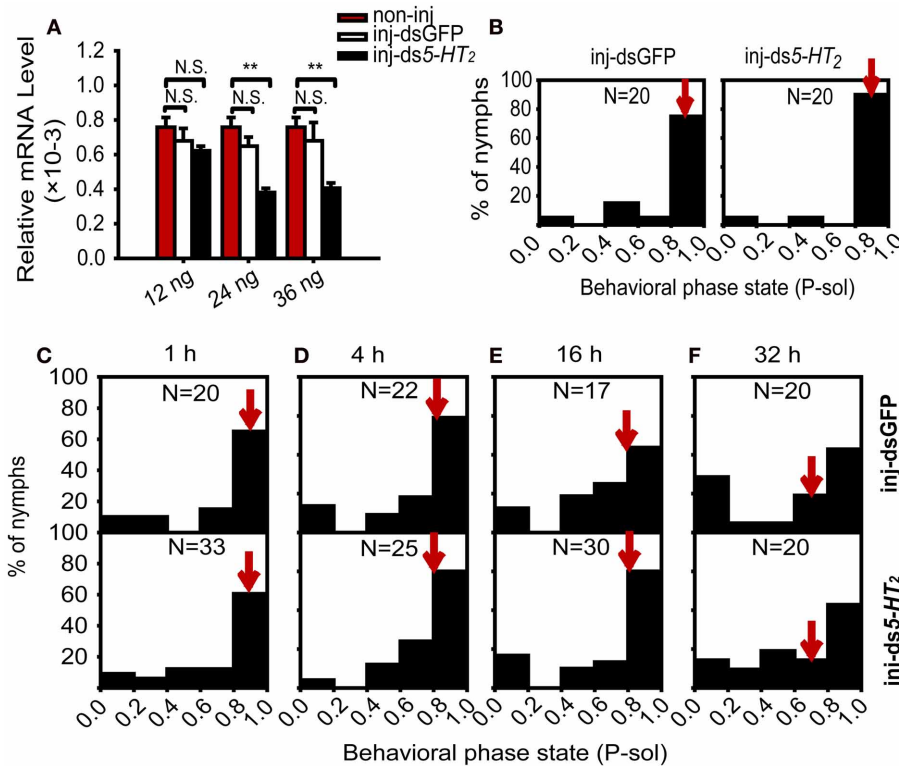 A
non-inj
inj-dsGFP
inj-ds5-HT2
Relative mRNA Level
(×10-3)
1.2
1.0
0.8
0.6
0.4
0.2
0.0
N.S.
**
**
N.S.
N.S.
N.S.
12 ng
24 ng
36 ng
B
inj-dsGFP
inj-ds5-HT2
% of nymphs
100
80
60
40
20
N=20
N=20
0.0
0.2
0.4
0.6
0.8
1.0
0.0
0.2
0.4
0.6
0.8
1.0
Behavioral phase state (P-sol)
C
1 h
D
4 h
E
16 h
F
32 h
% of nymphs
100
80
60
40
20
N=20
N=22
N=17
N=20
inj-dsGFP
100
80
60
40
20
N=33
N=25
N=30
N=20
inj-ds5-HT2
0.0
0.2
0.4
0.6
0.8
1.0
0.0
0.2
0.4
0.6
0.8
1.0
0.0
0.2
0.4
0.6
0.8
1.0
0.0
0.2
0.4
0.6
0.8
1.0
Behavioral phase state (P-sol)